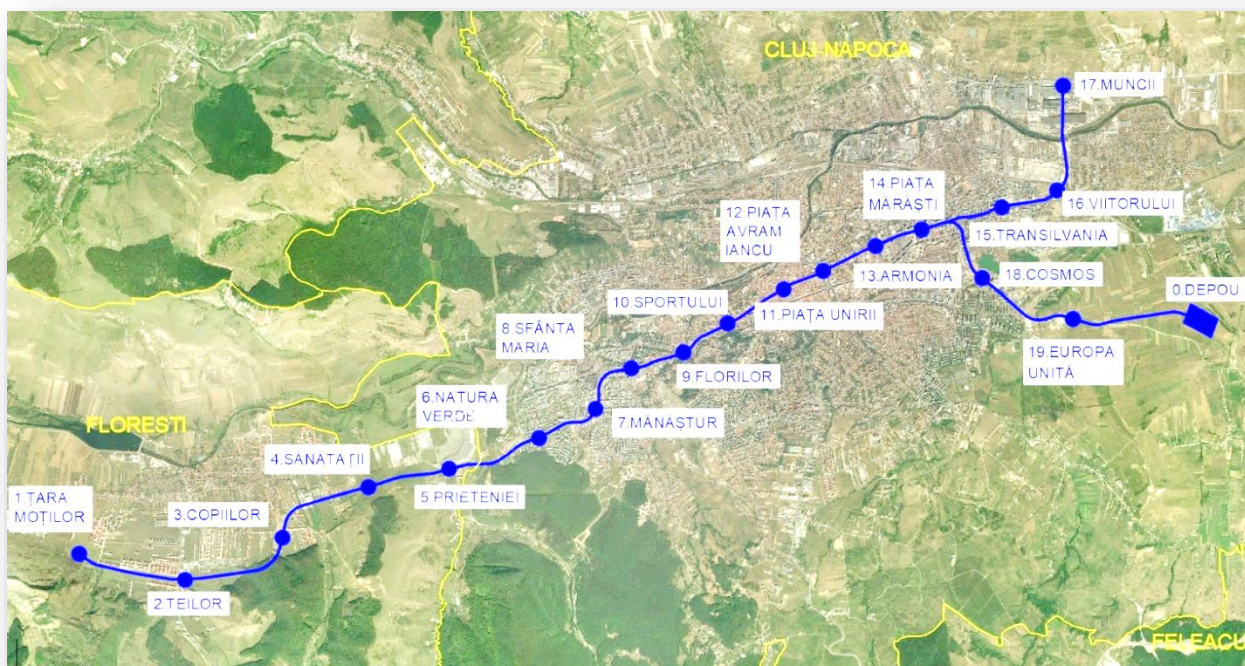 CLUJ-NAPOCA
17.MUNCII
14.PIAȚA
MĂRĂȘTI
16.VIITORULUI
12.PIAȚA
AVRAM
IANCU
15.TRANSILVANIA
13.ARMONIA
18.COSMOS
0.DEPOU
10.SPORTULUI
11.PIAȚA UNIRII
8.SFÂNTA
MARIA
19.EUROPA
UNITĂ
9.FLORILOR
6.NATURA
VERDE
7.MĂNĂȘTUR
FLOREȘTI
4.SĂNĂTĂȚII
5.PRIETENIEI
1.ȚARA
MOȚILOR
3.COPIILOR
2.TEILOR
FELEACU